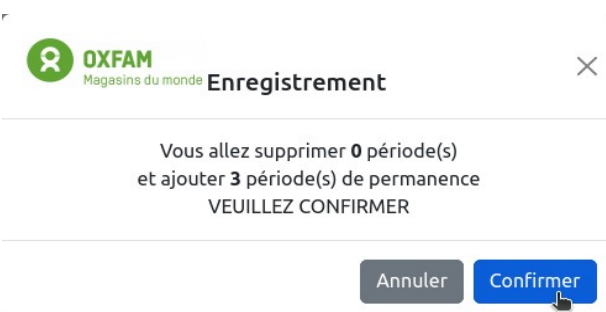 OXFAM
Magasins du monde
Enregistrement
Vous allez supprimer 0 période(s)
et ajouter 3 période(s) de permanence
VEUILLEZ CONFIRMER
Annuler
Confirmer